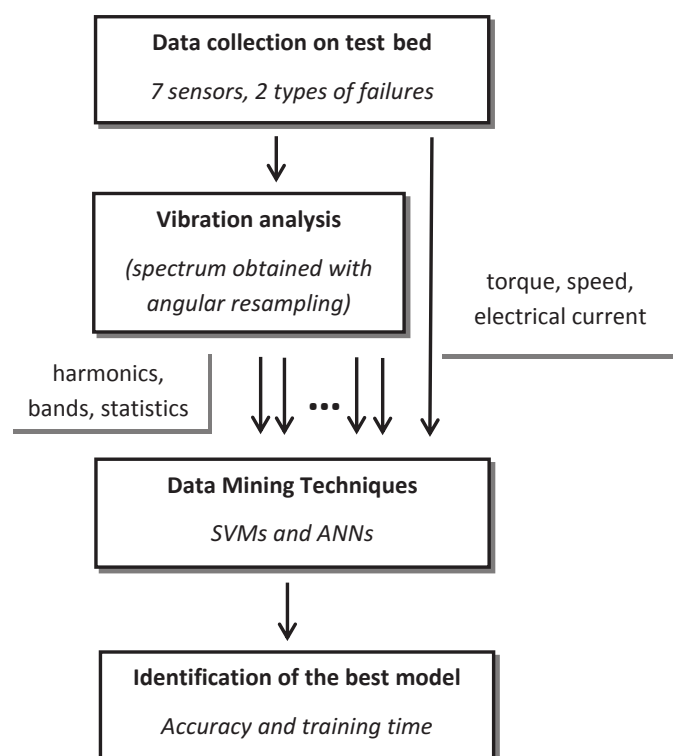 Data collection on test bed
7 sensors, 2 types of failures
Vibration analysis
(spectrum obtained with
angular resampling)
torque, speed,
electrical current
harmonics,
bands, statistics
...
Data Mining Techniques
SVMs and ANNs
Identification of the best model
Accuracy and training time